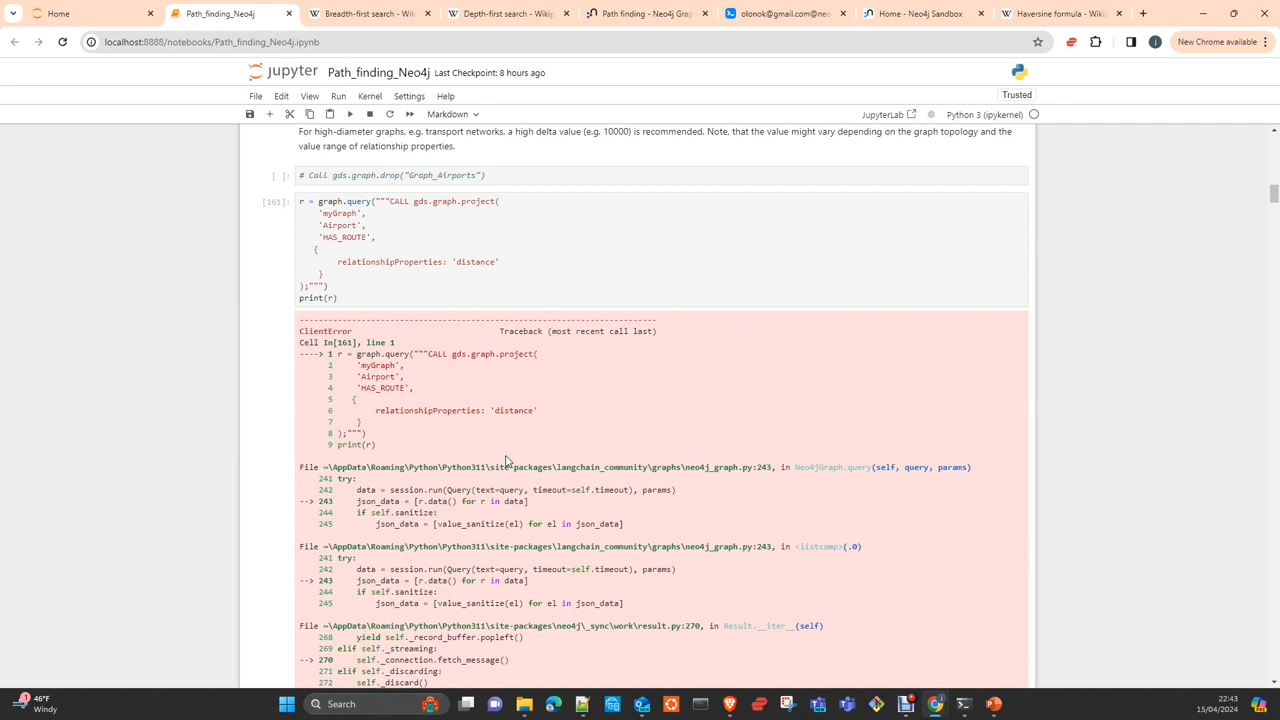 Home
Path_finding_Neo4j
Breadth-first search - Wiki
Depth-first search - Wikip
Path finding - Neo4j Gra
olonok@gmail.com@neo
Home - Neo4j Sandbox
Haversine formula - Wikip
localhost:8888/notebooks/Path_finding_Neo4j.ipynb
New Chrome available
jupyter Path_finding_Neo4j Last Checkpoint: 8 hours ago
File Edit View Run Kernel Settings Help
Trusted
Markdown
JupyterLab
Python 3 (ipykernel)
For high-diameter graphs, e.g. transport networks, a high delta value (e.g. 10000) is recommended. Note, that the value might vary depending on the graph topology and the
value range of relationship properties.
[ ]: # Call gds.graph.drop("Graph_Airports")
[161]: r = graph.query("""CALL gds.graph.project(
'myGraph',
'Airport',
'HAS_ROUTE',
{
relationshipProperties: 'distance'
}
);""")
print(r)
---------------------------------------------------------------------------
ClientError Traceback (most recent call last)
Cell In[161], line 1
----> 1 r = graph.query("""CALL gds.graph.project(
2 'myGraph',
3 'Airport',
4 'HAS_ROUTE',
5 {
6 relationshipProperties: 'distance'
7 }
8 );""")
9 print(r)
File ~\AppData\Roaming\Python\Python311\site-packages\langchain_community\graphs\neo4j_graph.py:243, in Neo4jGraph.query(self, query, params)
241 try:
242 data = session.run(Query(text=query, timeout=self.timeout), params)
--> 243 json_data = [r.data() for r in data]
244 if self.sanitize:
245 json_data = [value_sanitize(el) for el in json_data]
File ~\AppData\Roaming\Python\Python311\site-packages\langchain_community\graphs\neo4j_graph.py:243, in <listcomp>(.0)
241 try:
242 data = session.run(Query(text=query, timeout=self.timeout), params)
--> 243 json_data = [r.data() for r in data]
244 if self.sanitize:
245 json_data = [value_sanitize(el) for el in json_data]
File ~\AppData\Roaming\Python\Python311\site-packages\neo4j\_sync\work\result.py:270, in Result.__iter__(self)
268 yield self._record_buffer.popleft()
269 elif self._streaming:
--> 270 self._connection.fetch_message()
271 elif self._discarding:
272 self._discard()
46°F
Windy
Search
22:43
15/04/2024